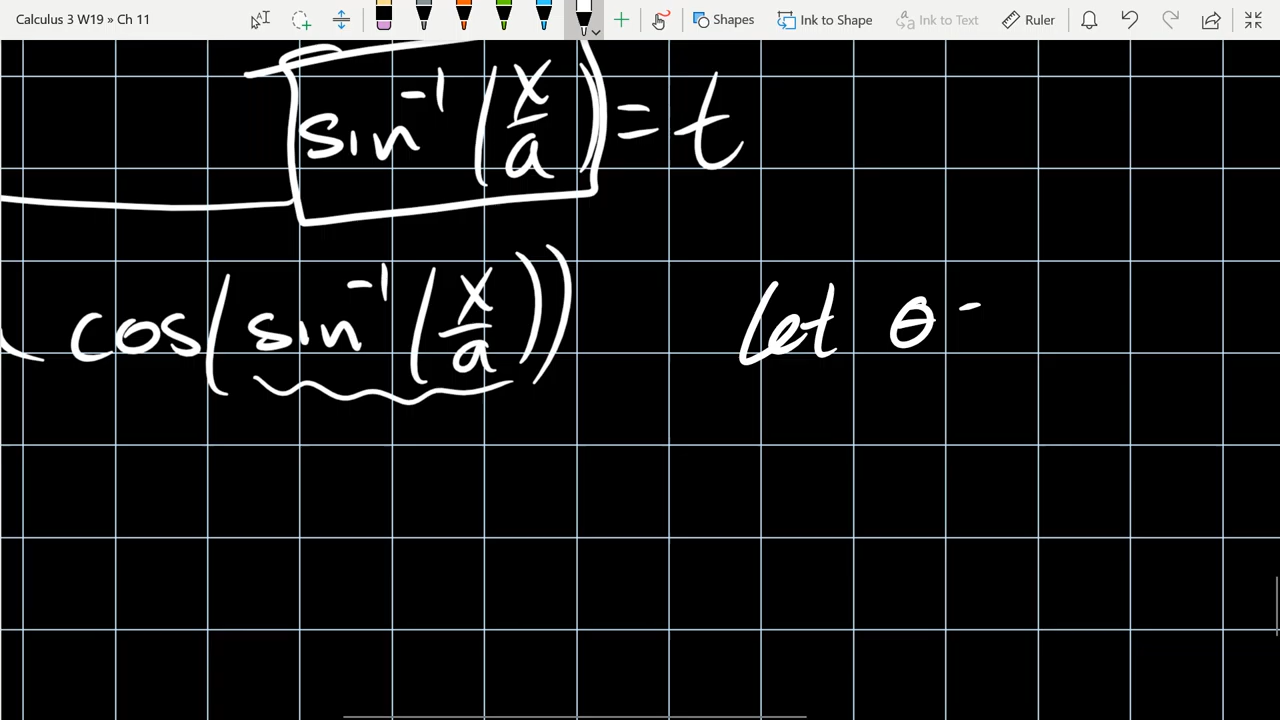 Calculus 3 W19 » Ch 11
Shapes
Ink to Shape
Ink to Text
Ruler
sin⁻¹(x/a) = t
cos(sin⁻¹(x/a)) let θ -